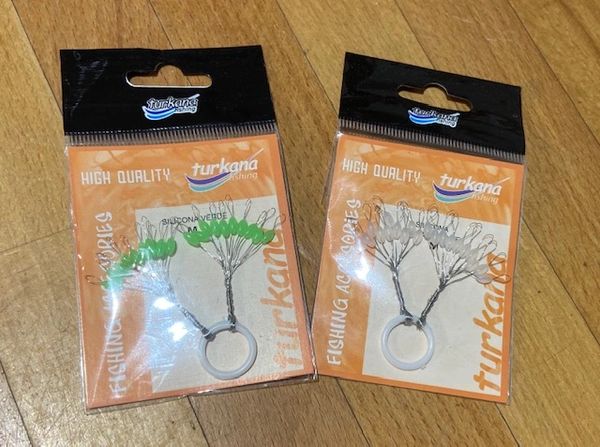 turkana
fishing
HIGH QUALITY
turkana
fishing
SILICONA VERDE
M
FISHING ACCESSORIES
turkana
turkana
fishing
HIGH QUALITY
turkana
fishing
M
FISHING ACCESSORIES
turkana